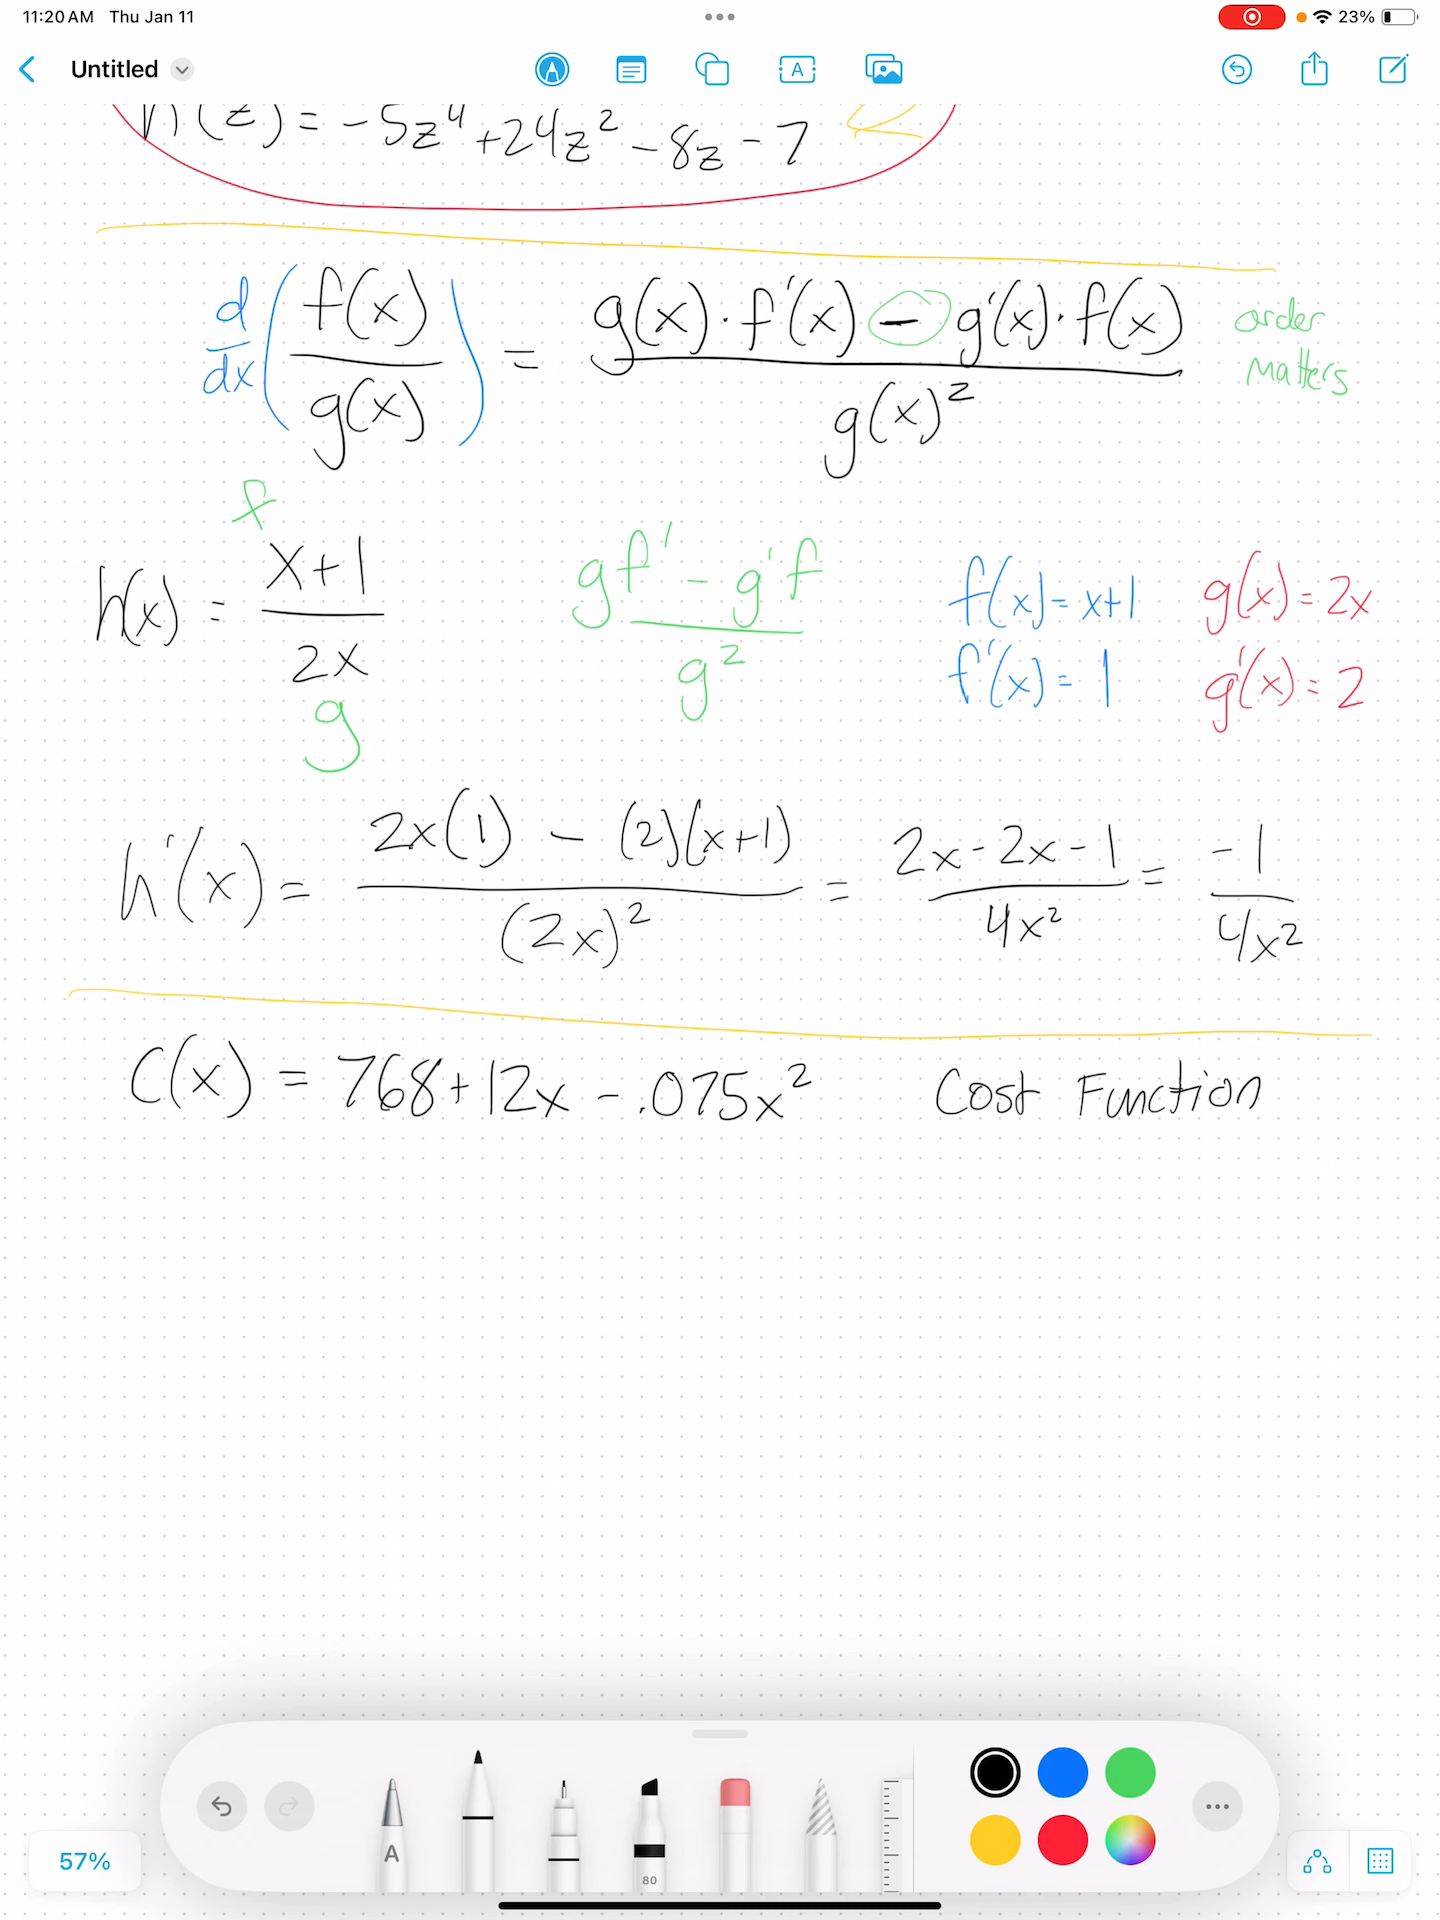 11:20 AM Thu Jan 11
23%
Untitled
A
h'(z) = -5z⁴ + 24z² - 8z - 7
d/dx (f(x)/g(x)) = (g(x)·f'(x) - g'(x)·f(x))/g(x)²
order
matters
f
h(x) = (x+1)/2x
g
(gf' - g'f)/g²
f(x) = x+1
f'(x) = 1
g(x) = 2x
g'(x) = 2
h'(x) = (2x(1) - (2)(x+1))/(2x)² = (2x-2x-1)/4x² = -1/4x²
C(x) = 768 + 12x - .075x² Cost Function
A
80
57%